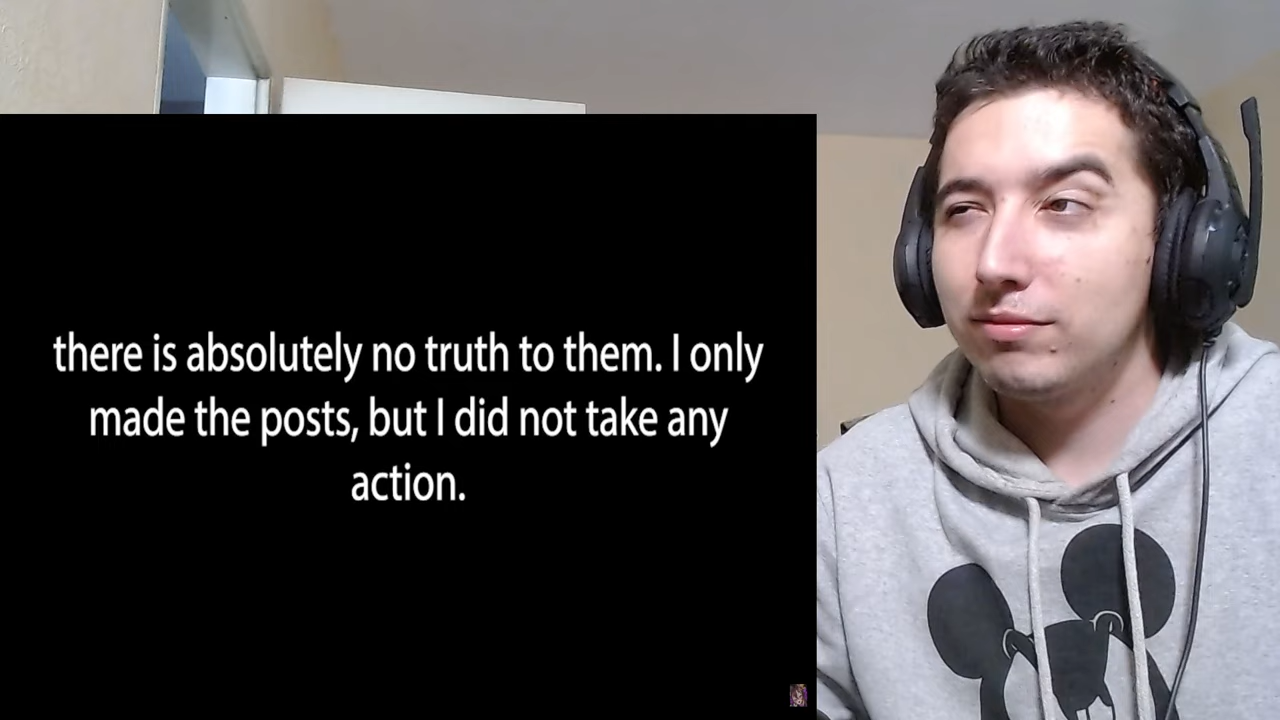 there is absolutely no truth to them. I only
made the posts, but I did not take any
action.